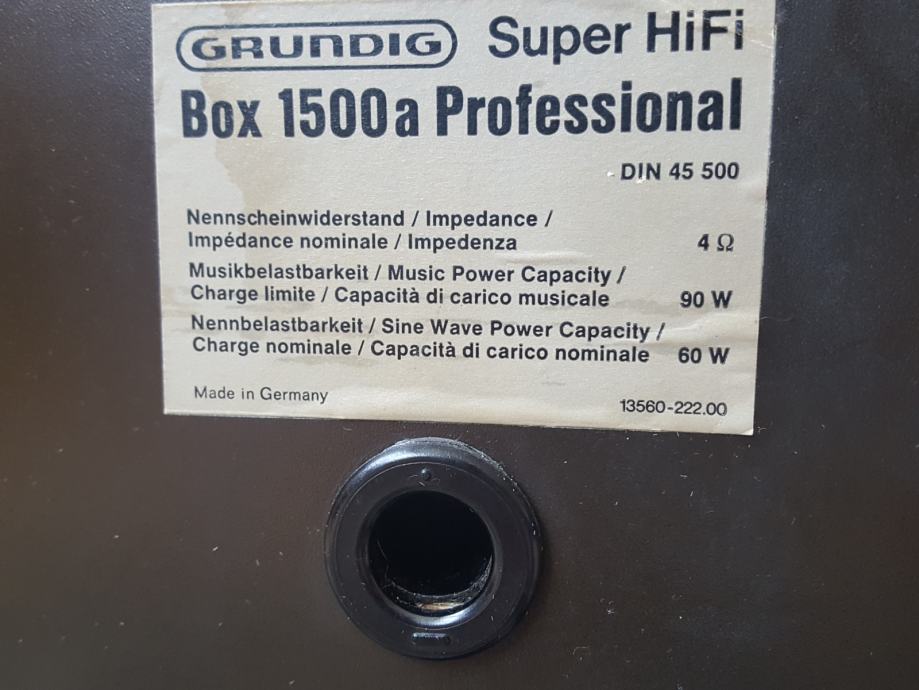 GRUNDIG Super HiFi
Box 1500a Professional
DIN 45 500
Nennscheinwiderstand / Impedance /
Impédance nominale / Impedenza 4 Ω
Musikbelastbarkeit / Music Power Capacity /
Charge limite / Capacità di carico musicale 90 W
Nennbelastbarkeit / Sine Wave Power Capacity /
Charge nominale / Capacità di carico nominale 60 W
Made in Germany 13560-222.00